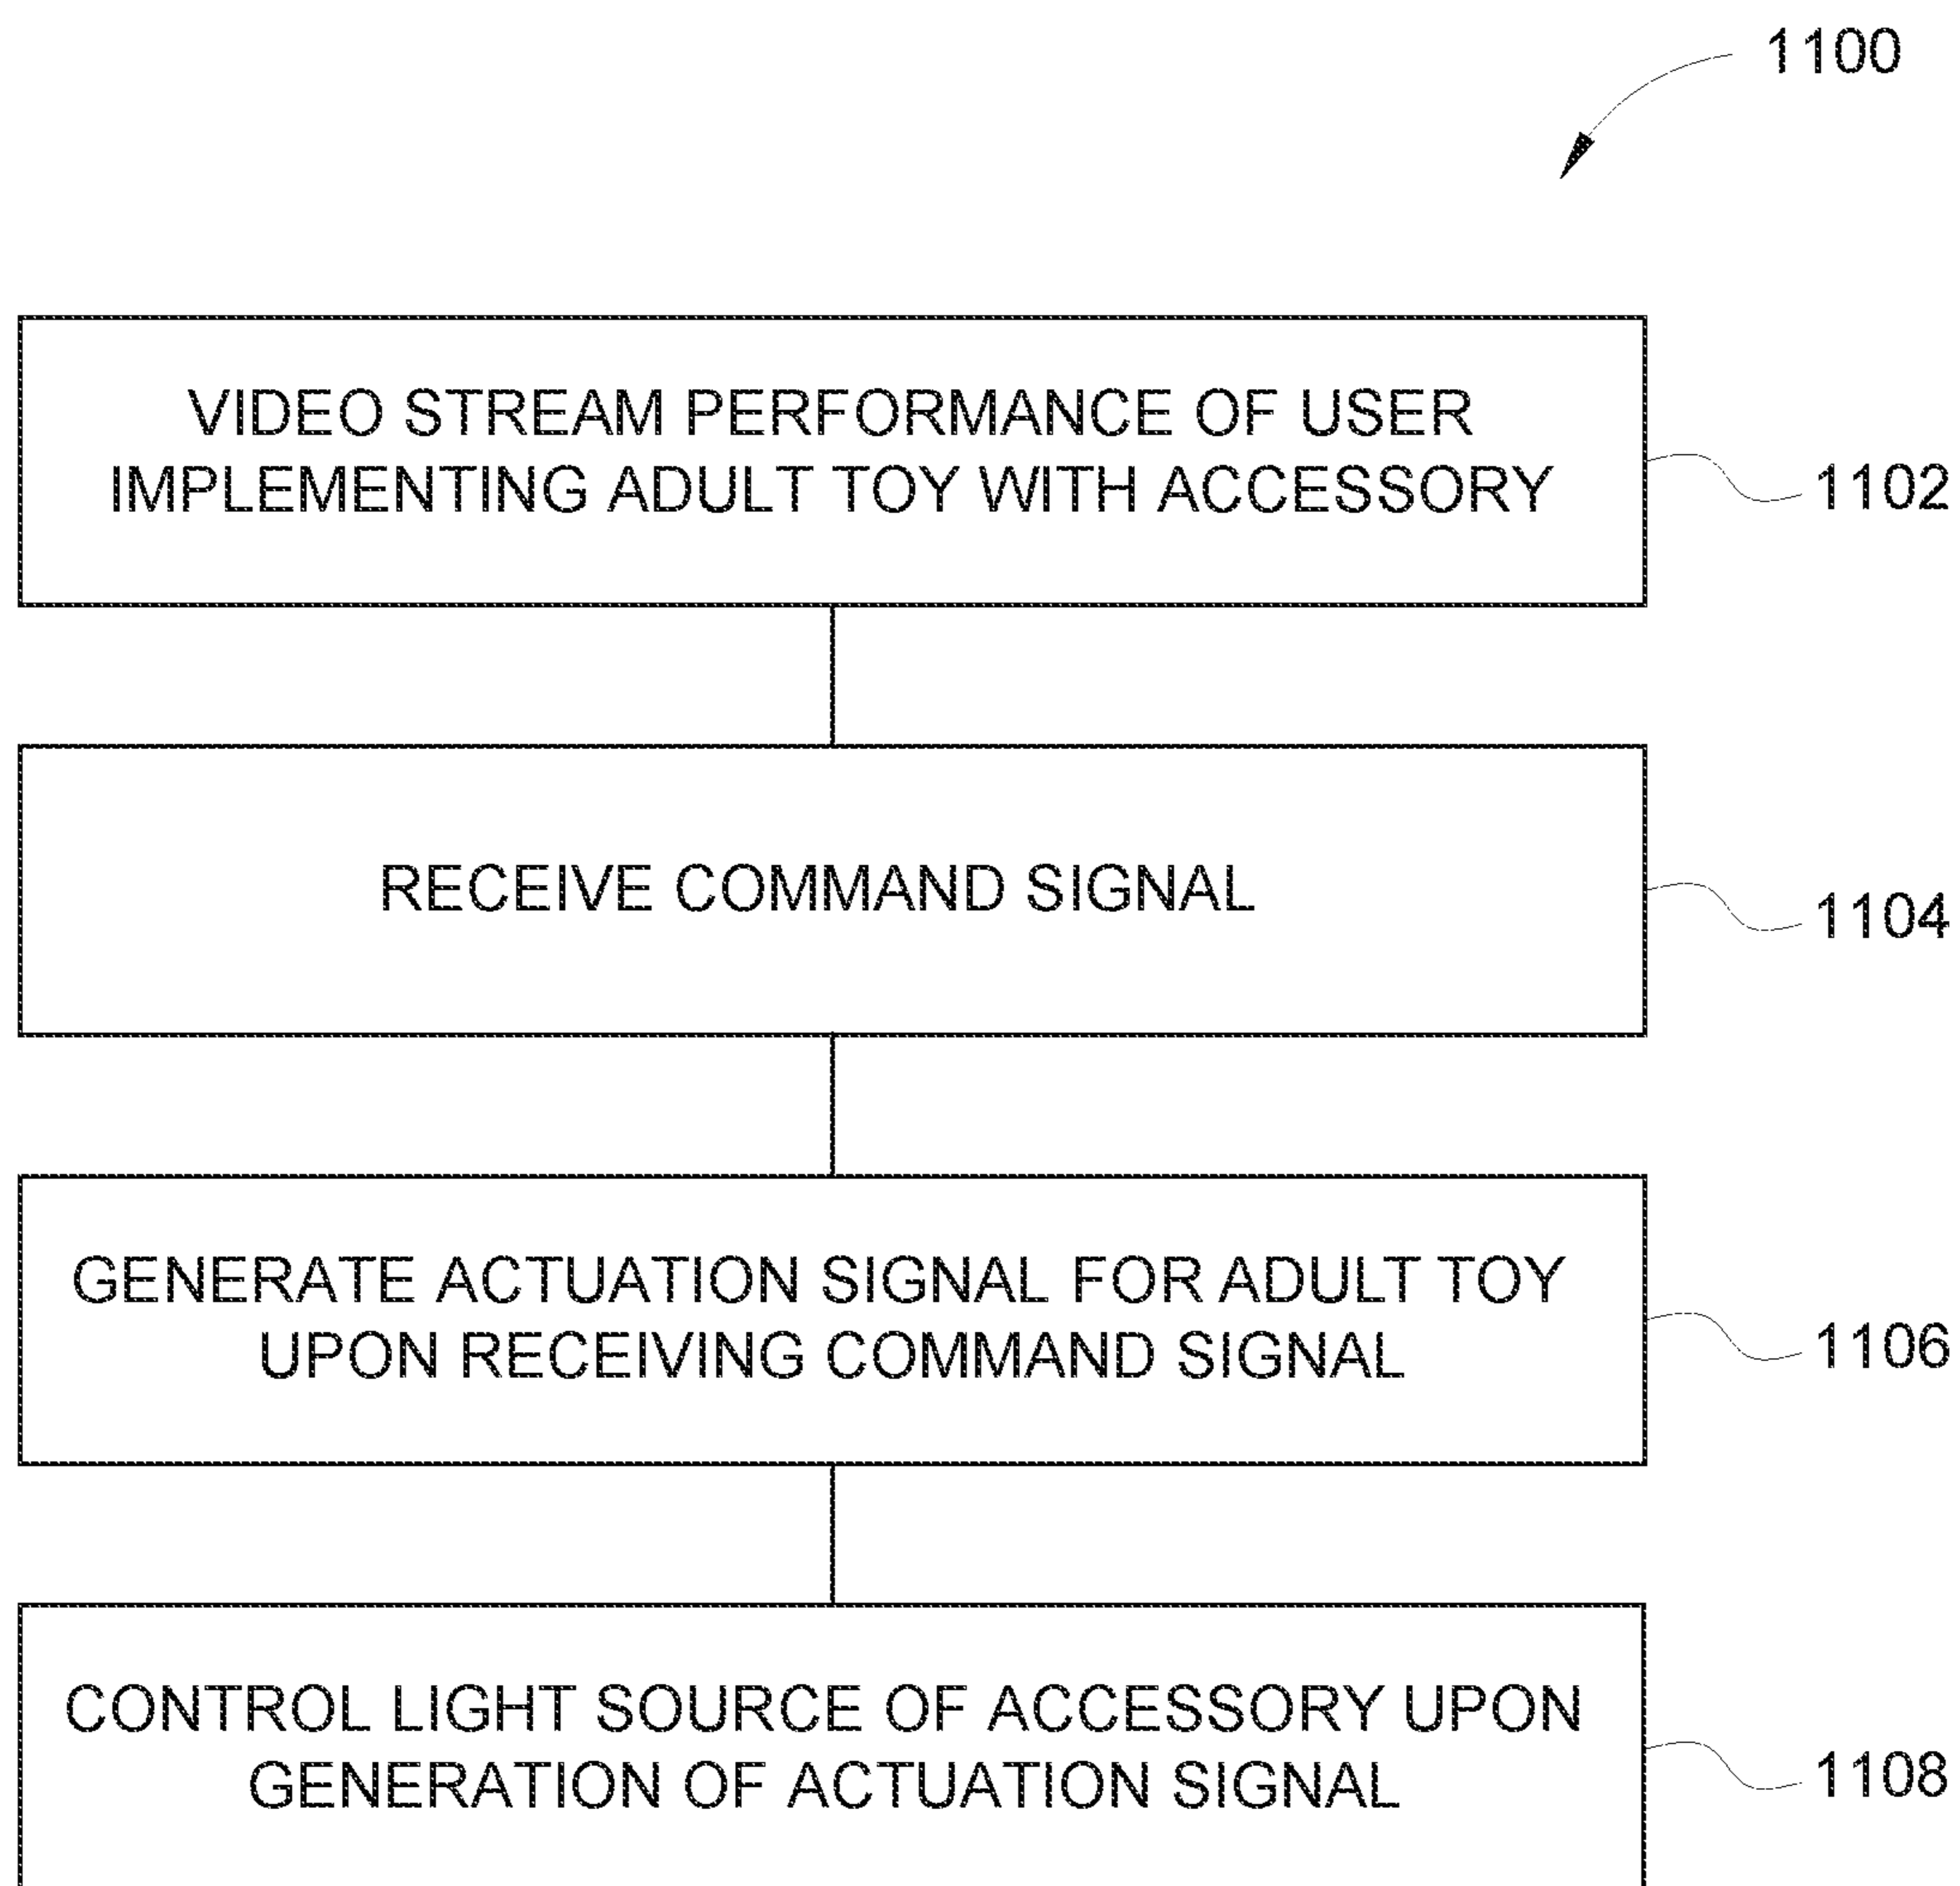 1100
VIDEO STREAM PERFORMANCE OF USER
IMPLEMENTING ADULT TOY WITH ACCESSORY
1102
RECEIVE COMMAND SIGNAL
1104
GENERATE ACTUATION SIGNAL FOR ADULT TOY
UPON RECEIVING COMMAND SIGNAL
1106
CONTROL LIGHT SOURCE OF ACCESSORY UPON
GENERATION OF ACTUATION SIGNAL
1108